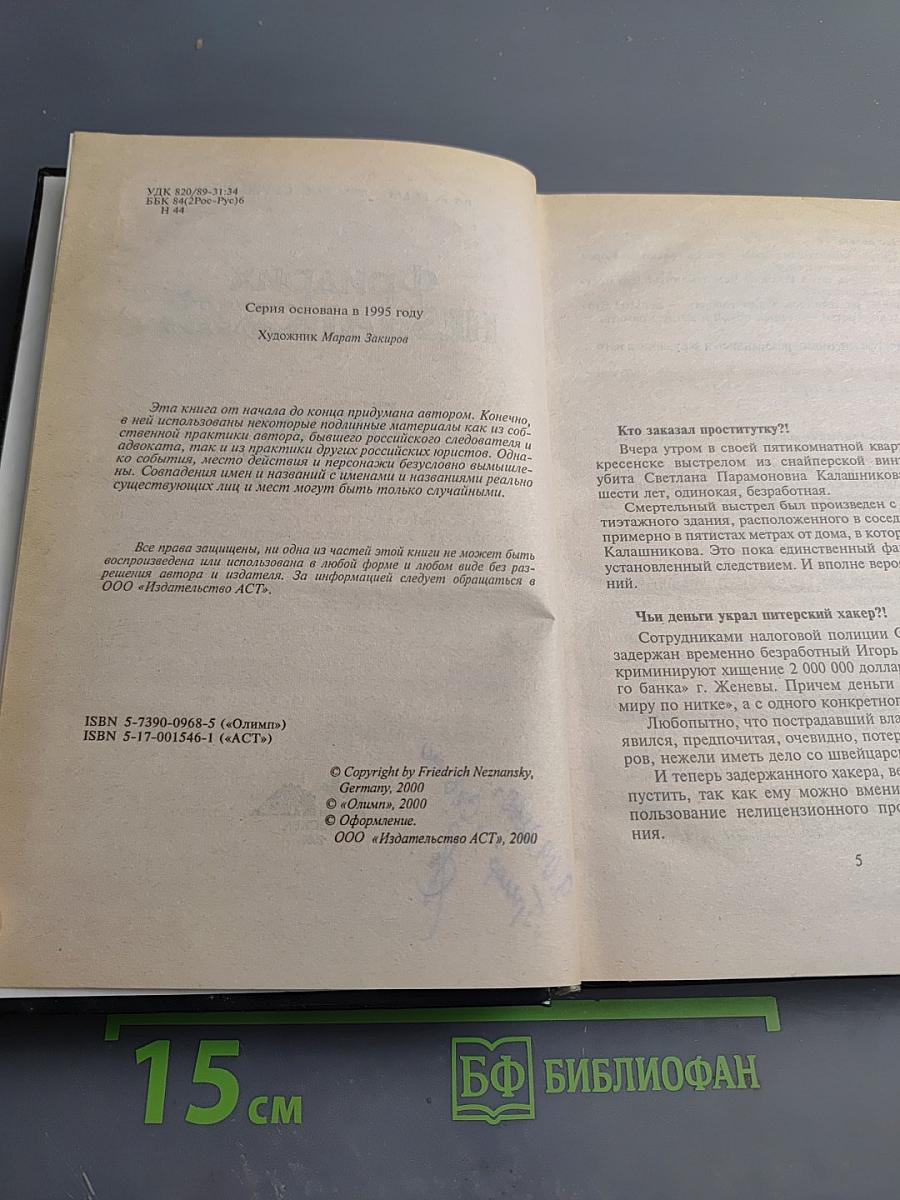 УДК 820/89-31:34
ББК 84(2Рос-Рус)6
Н 44
Серия основана в 1995 году
Художник Марат Закиров
Эта книга от начала до конца придумана автором. Конечно,
в ней использованы некоторые подлинные материалы как из соб-
ственной практики автора, бывшего российского следователя и
адвоката, так и из практики других российских юристов. Одна-
ко события, место действия и персонажи безусловно вымышле-
ны. Совпадения имен и названий с именами и названиями реально
существующих лиц и мест могут быть только случайными.
Все права защищены, ни одна из частей этой книги не может быть
воспроизведена или использована в любой форме и любом виде без раз-
решения автора и издателя. За информацией следует обращаться в
ООО «Издательство АСТ».
ISBN 5-7390-0968-5 («Олимп»)
ISBN 5-17-001546-1 («АСТ»)
© Copyright by Friedrich Neznansky,
Germany, 2000
© «Олимп», 2000
© Оформление.
ООО «Издательство АСТ», 2000
Кто заказал проститутку?!
Вчера утром в своей пятикомнатной кварт
кресенске выстрелом из снайперской винт
убита Светлана Парамоновна Калашникова
шести лет, одинокая, безработная.
Смертельный выстрел был произведен с
тиэтажного здания, расположенного в сосед
примерно в пятистах метрах от дома, в котор
Калашникова. Это пока единственный фа
установленный следствием. И вполне веро
ний.
Чьи деньги украл питерский хакер?!
Сотрудниками налоговой полиции С
задержан временно безработный Игорь
криминируют хищение 2 000 000 доллар
го банка» г. Женевы. Причем деньги
миру по нитке», а с одного конкретног
Любопытно, что пострадавший вла
явился, предпочитая, очевидно, потер
ров, нежели иметь дело со швейцарс
И теперь задержанного хакера, ве
пустить, так как ему можно вмени
пользование нелицензионного про
ния.
5
15 см
БФ БИБЛИОФАН